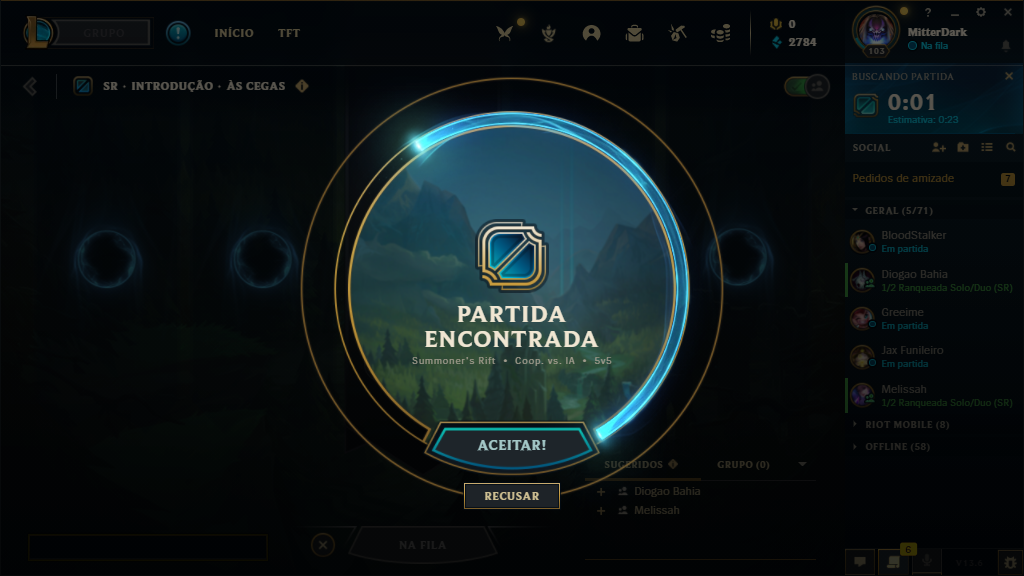 GRUPO
INÍCIO
TFT
0
2784
?
103
MitterDark
Na fila
SR · INTRODUÇÃO · ÀS CEGAS
BUSCANDO PARTIDA
0:01
Estimativa: 0:23
SOCIAL
Pedidos de amizade
7
GERAL (5/71)
BloodStalker
Em partida
Diogao Bahia
1/2 Ranqueada Solo/Duo (SR)
Greeime
Em partida
Jax Funileiro
Em partida
Melissah
1/2 Ranqueada Solo/Duo (SR)
RIOT MOBILE (8)
OFFLINE (58)
PARTIDA
ENCONTRADA
Summoner's Rift • Coop. vs. IA • 5v5
ACEITAR!
RECUSAR
SUGERIDOS
GRUPO (0)
Diogao Bahia
Melissah
NA FILA
6